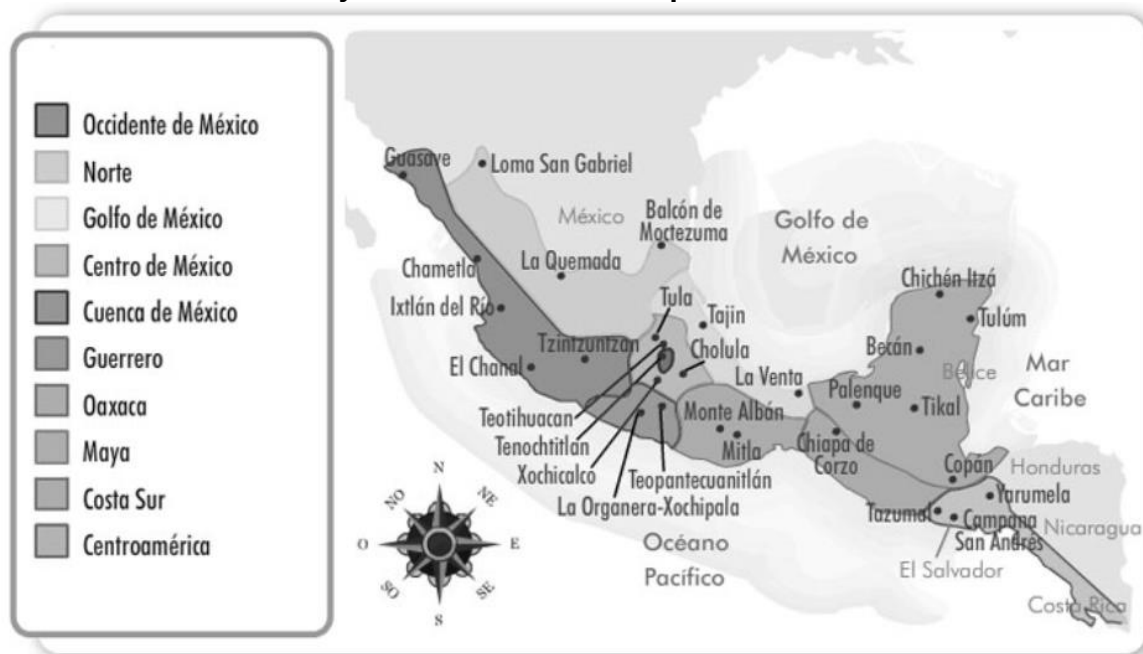 Occidente de México
Norte
Golfo de México
Centro de México
Cuenca de México
Guerrero
Oaxaca
Maya
Costa Sur
Centroamérica
Guasave
Loma San Gabriel
México
Balcón de
Moctezuma
Golfo de
México
Chametla
La Quemada
Chichén Itzá
Ixtlán del Río
Tula
Tajin
Tulúm
Tzintzuntzan
Cholula
Becán
Belice
Mar
Caribe
El Chanal
La Venta
Palenque
Tikal
Teotihuacan
Monte Albán
Tenochtitlan
Mitla
Chiapa de
Corzo
Xochicalco
Teopantecuanitlán
Copán
Honduras
La Organera-Xochipala
Yarumela
Tazumal
Campana
Nicaragua
San Andrés
Océano
Pacífico
El Salvador
Costa Rica
N
NE
E
SE
S
SO
O
NO